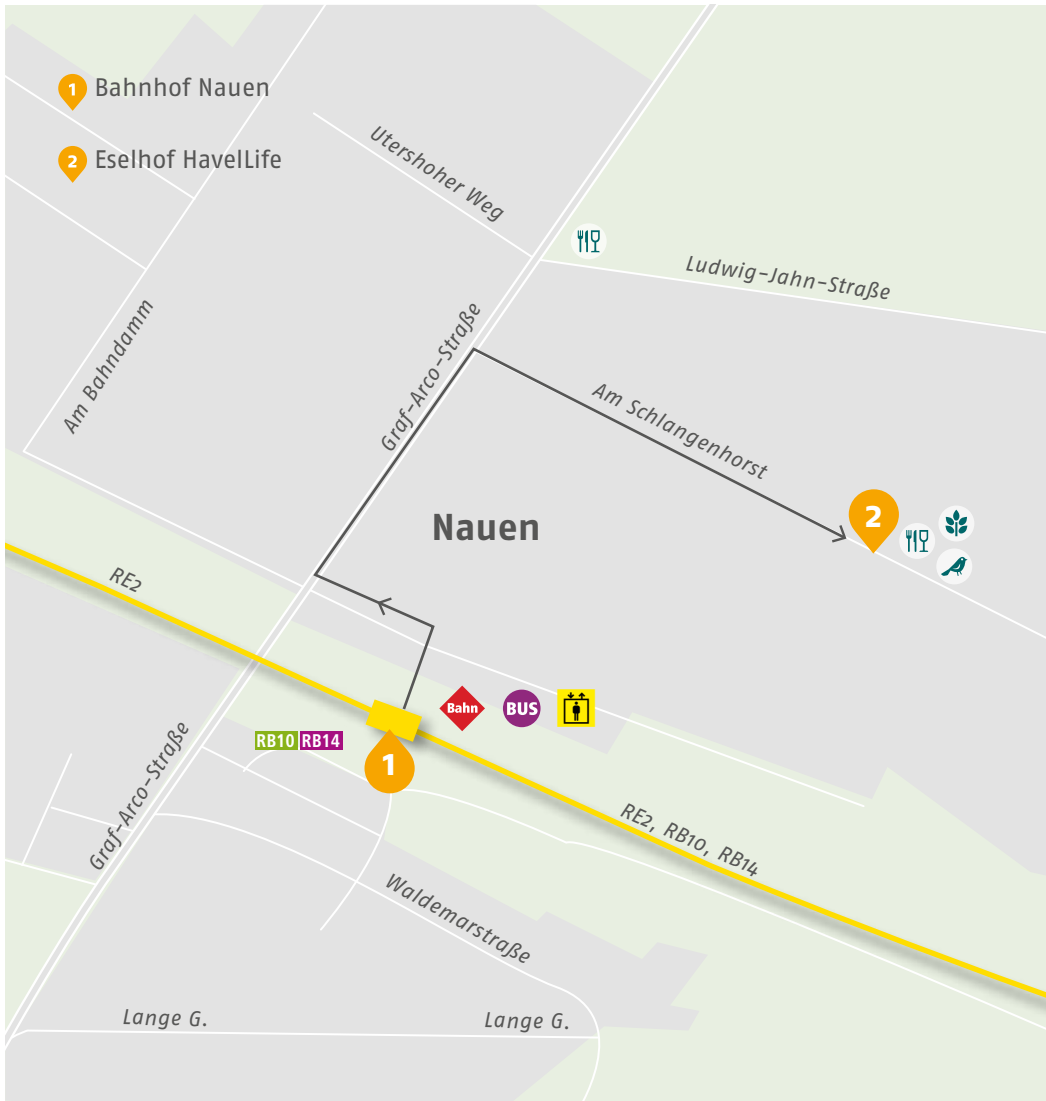 1 Bahnhof Nauen
2 Eselhof HavelLife
Utershoher Weg
Ludwig-Jahn-Straße
Am Bahndamm
Graf-Arco-Straße
Am Schlangenhorst
Nauen
2
RE2
Bahn
BUS
RB10 RB14
1
Graf-Arco-Straße
RE2, RB10, RB14
Waldemarstraße
Lange G.
Lange G.